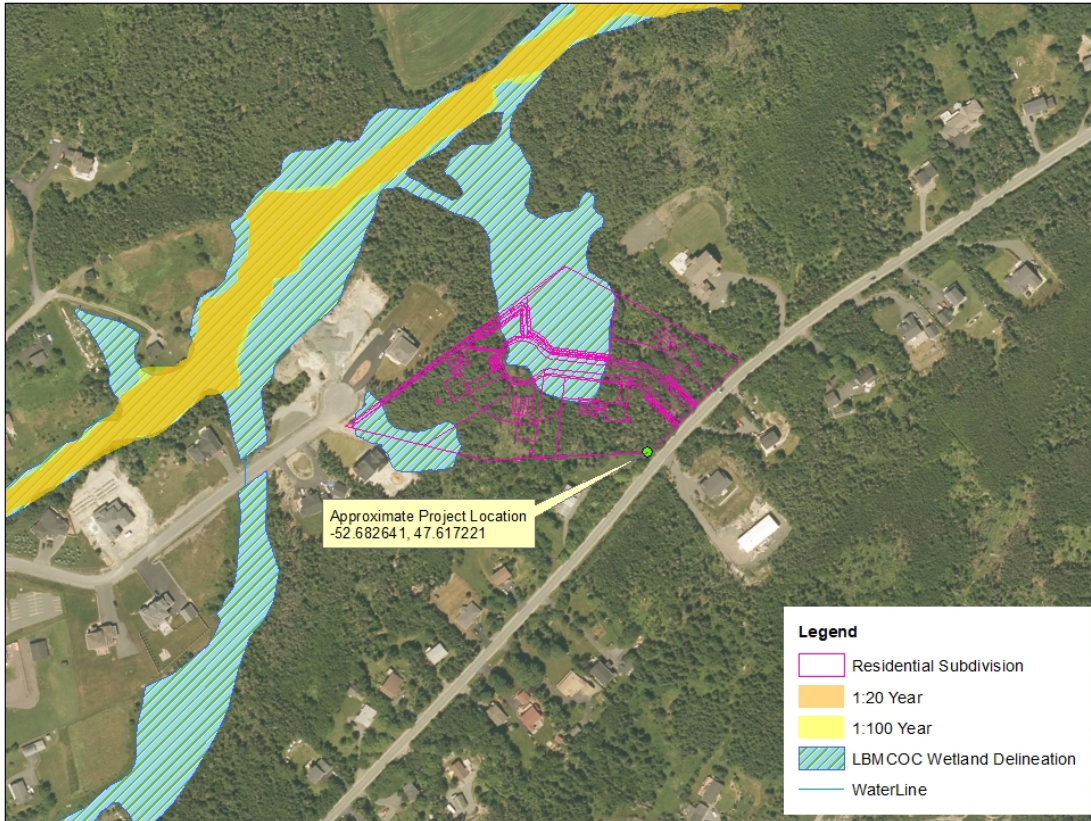 Approximate Project Location
-52.682641, 47.617221
Legend
Residential Subdivision
1:20 Year
1:100 Year
LBMCOC Wetland Delineation
WaterLine